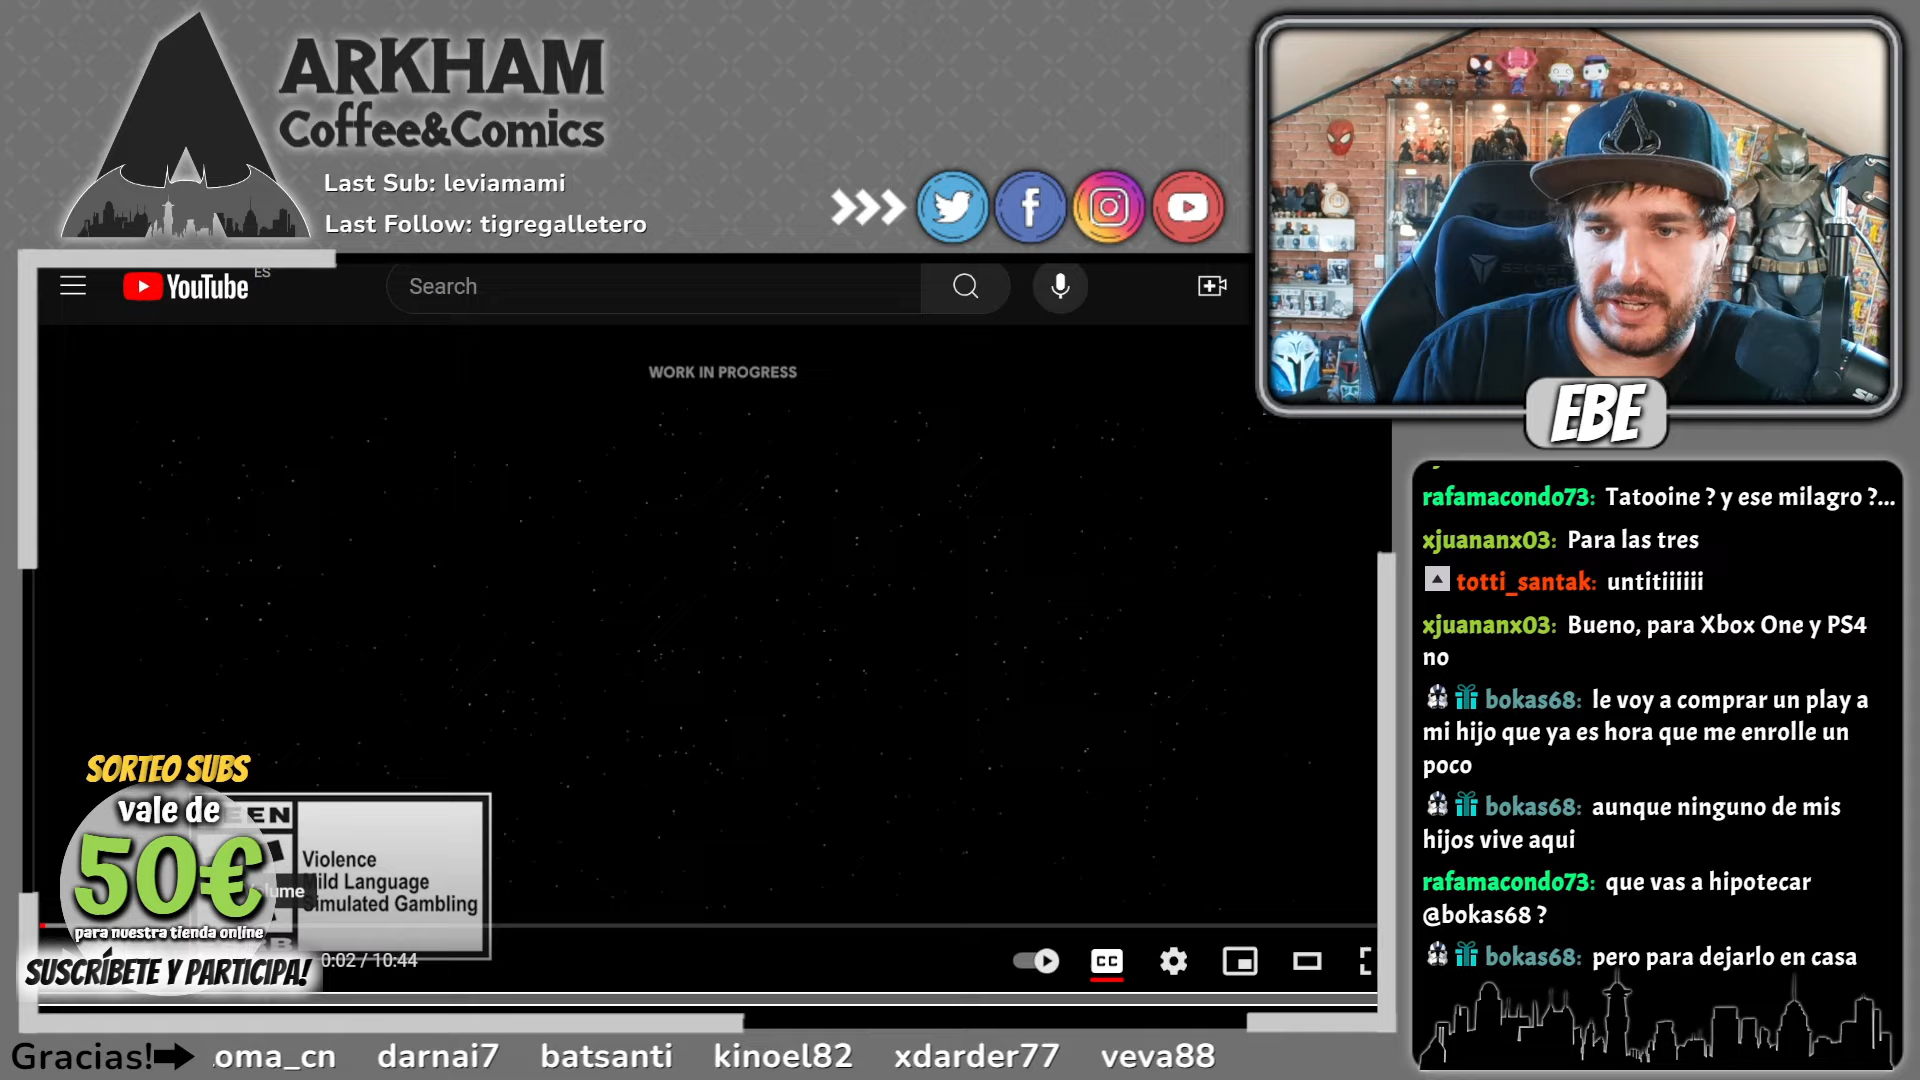 ARKHAM
Coffee&Comics
Last Sub: leviamami
Last Follow: tigregalletero
YouTube ES
Search
WORK IN PROGRESS
SORTEO SUBS
vale de
50€
para nuestra tienda online
SUSCRÍBETE Y PARTICIPA!
Violence
Mild Language
Simulated Gambling
0:02 / 10:44
CC
EBE
rafamacondo73: Tatooine ? y ese milagro ?...
xjuananx03: Para las tres
totti_santak: untitiiiiii
xjuananx03: Bueno, para Xbox One y PS4
no
bokas68: le voy a comprar un play a
mi hijo que ya es hora que me enrolle un
poco
bokas68: aunque ninguno de mis
hijos vive aqui
rafamacondo73: que vas a hipotecar
@bokas68 ?
bokas68: pero para dejarlo en casa
Gracias! oma_cn darnai7 batsanti kinoel82 xdarder77 veva88